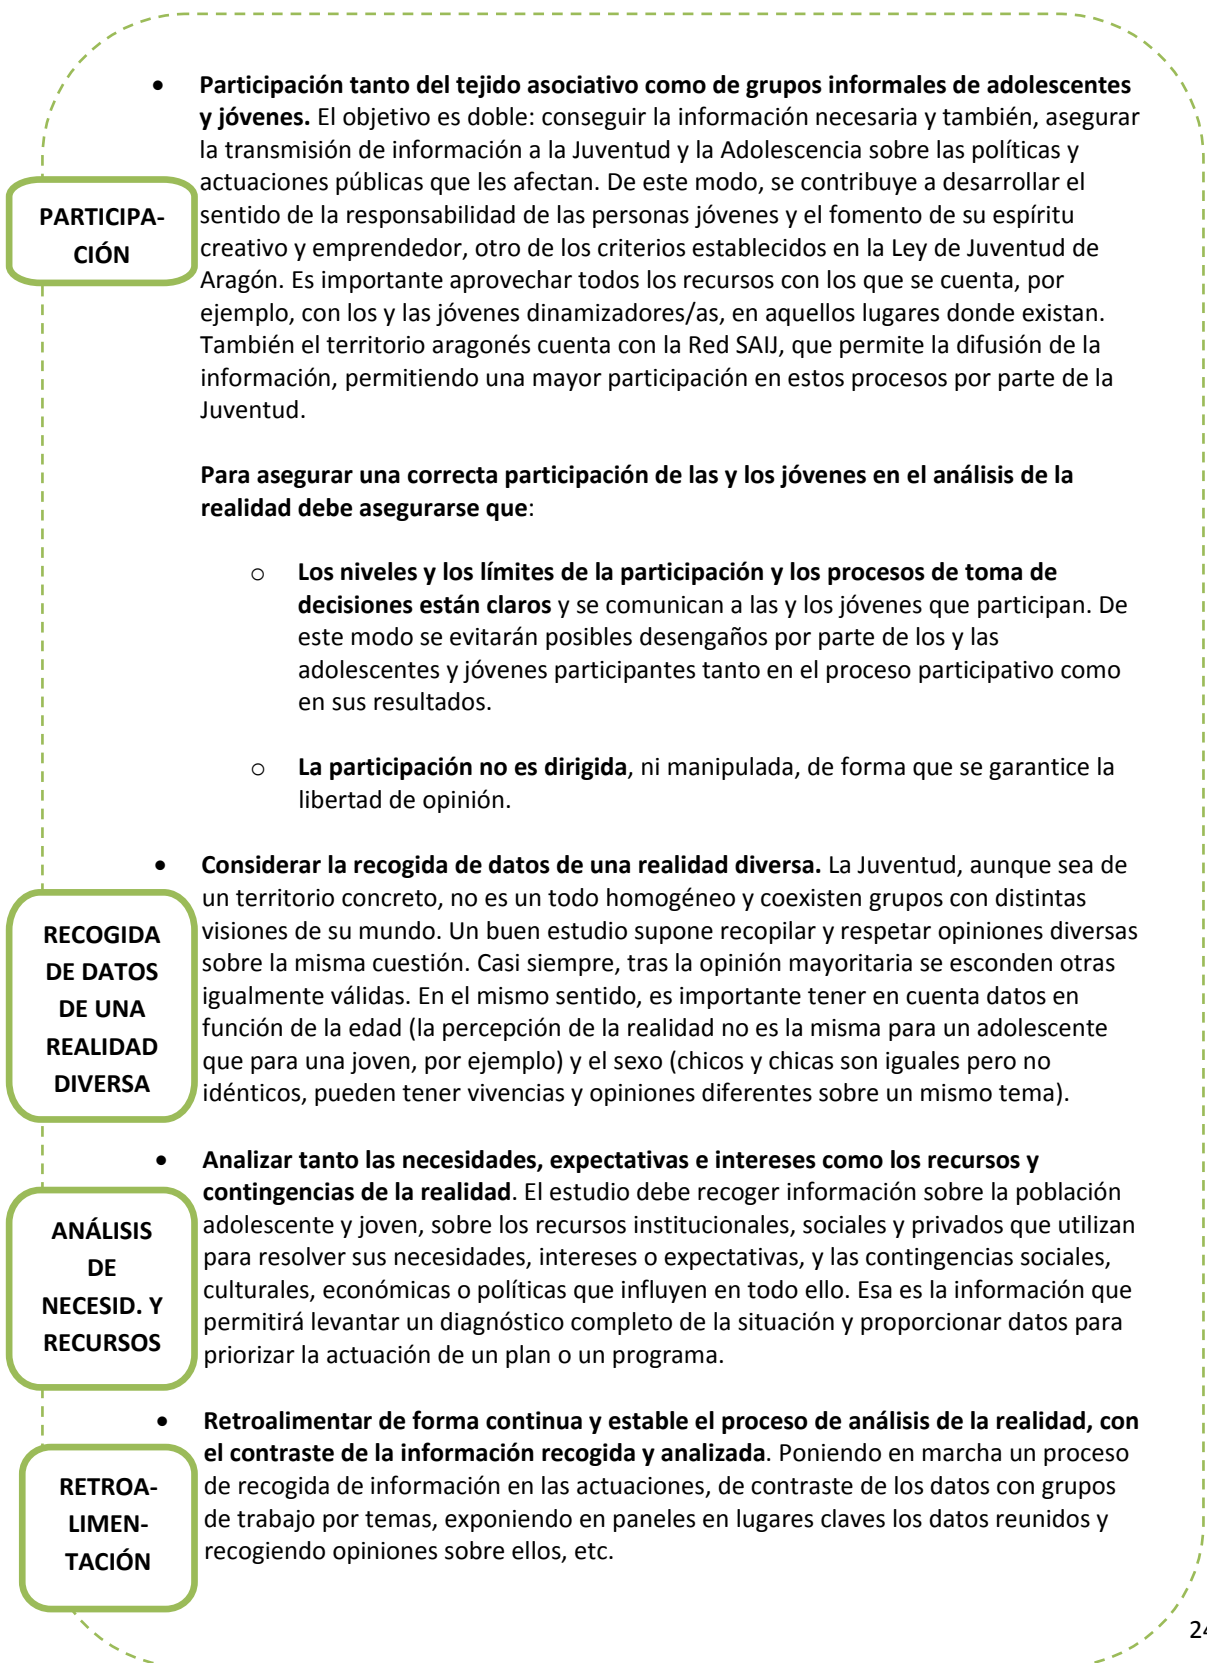 • Participación tanto del tejido asociativo como de grupos informales de adolescentes
y jóvenes. El objetivo es doble: conseguir la información necesaria y también, asegurar
la transmisión de información a la Juventud y la Adolescencia sobre las políticas y
actuaciones públicas que les afectan. De este modo, se contribuye a desarrollar el
sentido de la responsabilidad de las personas jóvenes y el fomento de su espíritu
creativo y emprendedor, otro de los criterios establecidos en la Ley de Juventud de
Aragón. Es importante aprovechar todos los recursos con los que se cuenta, por
ejemplo, con los y las jóvenes dinamizadores/as, en aquellos lugares donde existan.
También el territorio aragonés cuenta con la Red SAIJ, que permite la difusión de la
información, permitiendo una mayor participación en estos procesos por parte de la
Juventud.
PARTICIPA-
CIÓN
Para asegurar una correcta participación de las y los jóvenes en el análisis de la
realidad debe asegurarse que:
o Los niveles y los límites de la participación y los procesos de toma de
decisiones están claros y se comunican a las y los jóvenes que participan. De
este modo se evitarán posibles desengaños por parte de los y las
adolescentes y jóvenes participantes tanto en el proceso participativo como
en sus resultados.
o La participación no es dirigida, ni manipulada, de forma que se garantice la
libertad de opinión.
• Considerar la recogida de datos de una realidad diversa. La Juventud, aunque sea de
un territorio concreto, no es un todo homogéneo y coexisten grupos con distintas
visiones de su mundo. Un buen estudio supone recopilar y respetar opiniones diversas
sobre la misma cuestión. Casi siempre, tras la opinión mayoritaria se esconden otras
igualmente válidas. En el mismo sentido, es importante tener en cuenta datos en
función de la edad (la percepción de la realidad no es la misma para un adolescente
que para una joven, por ejemplo) y el sexo (chicos y chicas son iguales pero no
idénticos, pueden tener vivencias y opiniones diferentes sobre un mismo tema).
RECOGIDA
DE DATOS
DE UNA
REALIDAD
DIVERSA
• Analizar tanto las necesidades, expectativas e intereses como los recursos y
contingencias de la realidad. El estudio debe recoger información sobre la población
adolescente y joven, sobre los recursos institucionales, sociales y privados que utilizan
para resolver sus necesidades, intereses o expectativas, y las contingencias sociales,
culturales, económicas o políticas que influyen en todo ello. Esa es la información que
permitirá levantar un diagnóstico completo de la situación y proporcionar datos para
priorizar la actuación de un plan o un programa.
ANÁLISIS
DE
NECESID. Y
RECURSOS
• Retroalimentar de forma continua y estable el proceso de análisis de la realidad, con
el contraste de la información recogida y analizada. Poniendo en marcha un proceso
de recogida de información en las actuaciones, de contraste de los datos con grupos
de trabajo por temas, exponiendo en paneles en lugares claves los datos reunidos y
recogiendo opiniones sobre ellos, etc.
RETROA-
LIMEN-
TACIÓN
24